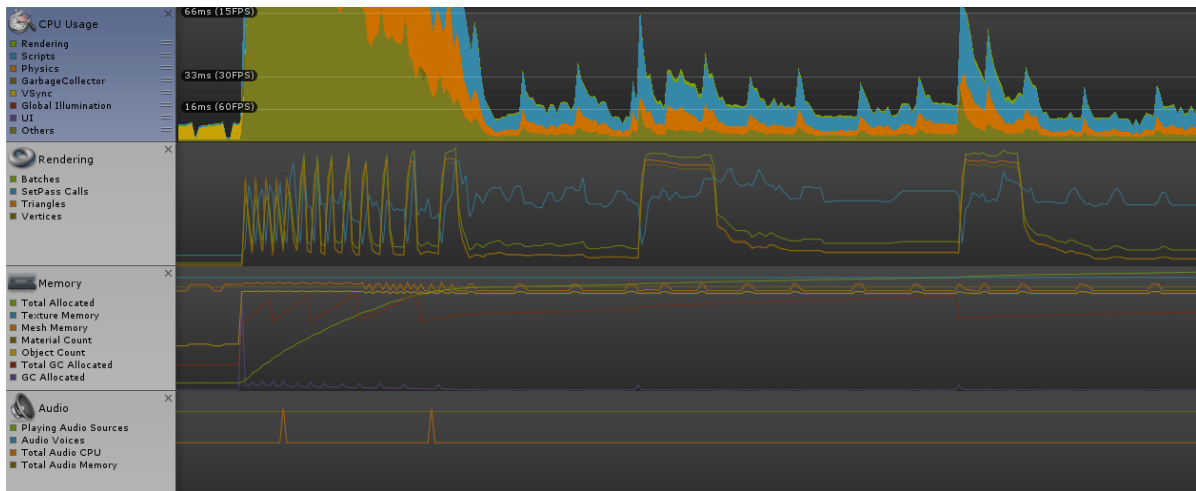 CPU Usage
Rendering
Scripts
Physics
GarbageCollector
VSync
Global Illumination
UI
Others
66ms (15FPS)
33ms (30FPS)
16ms (60FPS)
Rendering
Batches
SetPass Calls
Triangles
Vertices
Memory
Total Allocated
Texture Memory
Mesh Memory
Material Count
Object Count
Total GC Allocated
GC Allocated
Audio
Playing Audio Sources
Audio Voices
Total Audio CPU
Total Audio Memory